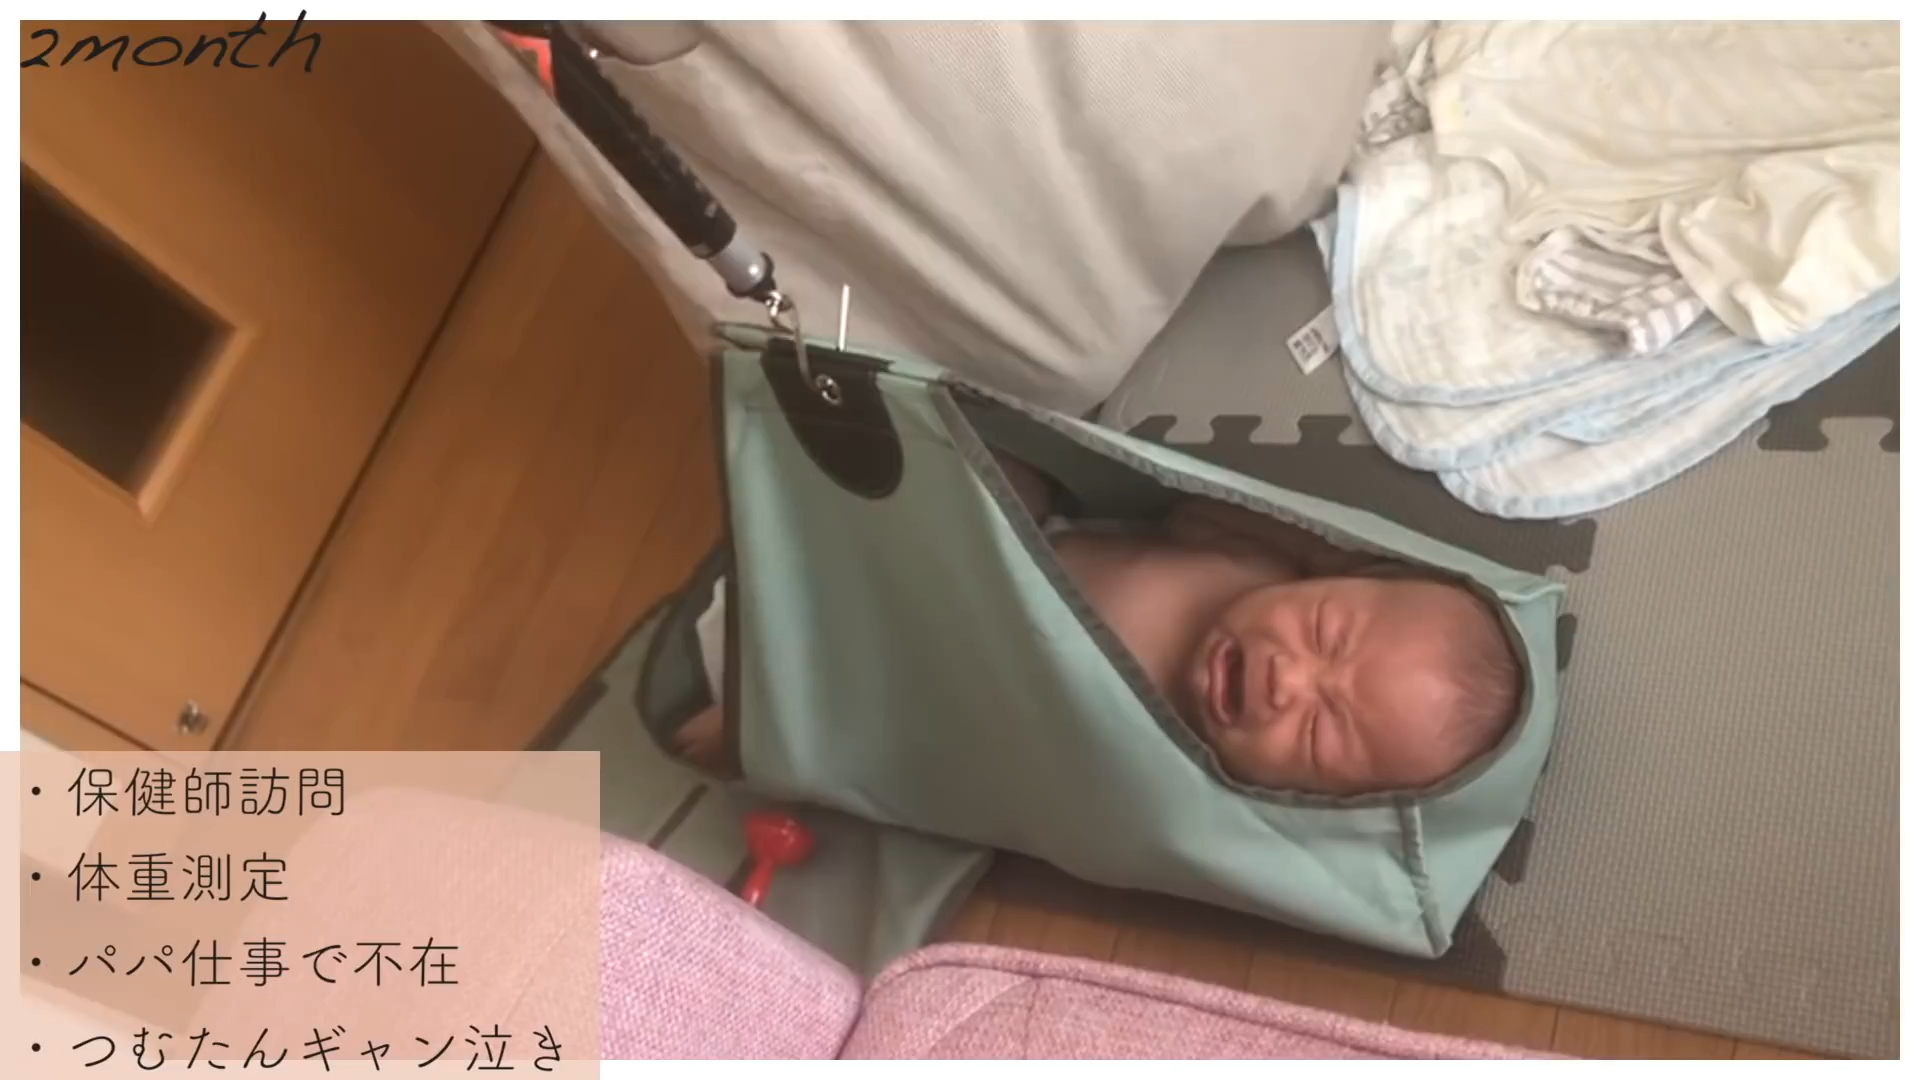 2month
・保健師訪問
・体重測定
・パパ仕事で不在
・つむたんギャン泣き